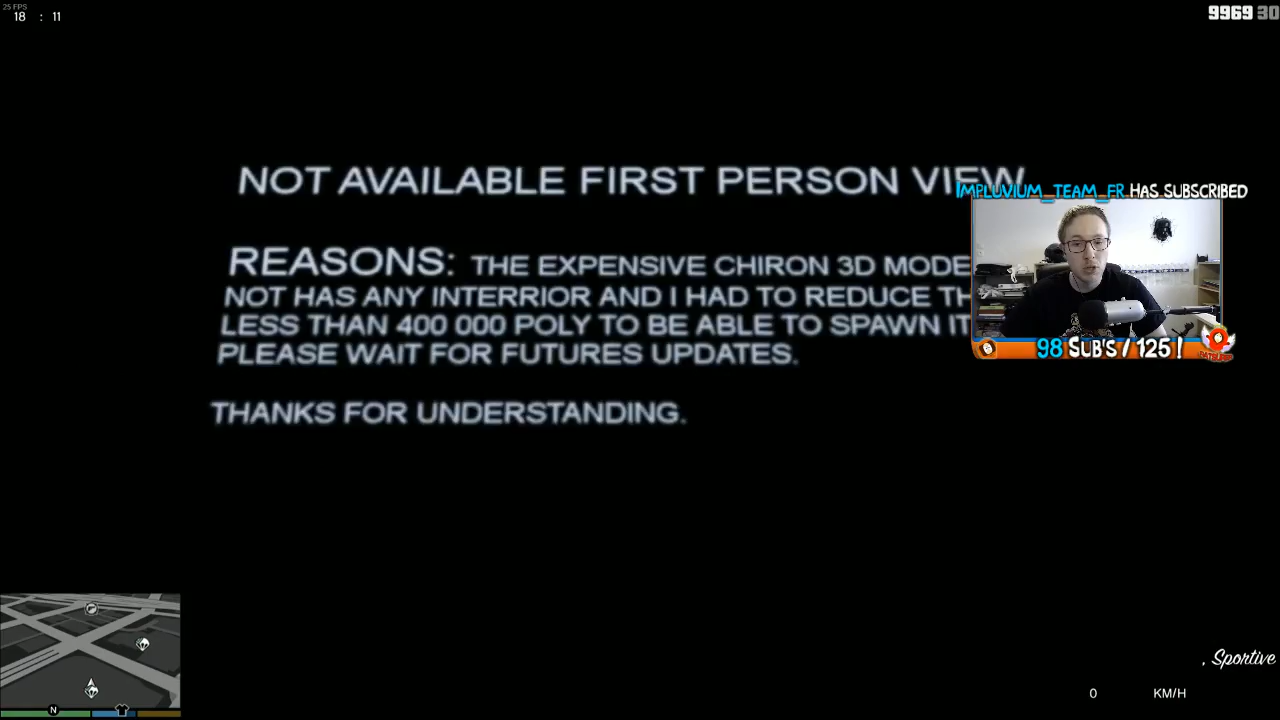 25 FPS
18 : 11
9969 30
NOT AVAILABLE FIRST PERSON VIEW
IMPLUVIUM_TEAM_FR HAS SUBSCRIBED
REASONS: THE EXPENSIVE CHIRON 3D MODE
NOT HAS ANY INTERRIOR AND I HAD TO REDUCE TH
LESS THAN 400 000 POLY TO BE ABLE TO SPAWN IT
PLEASE WAIT FOR FUTURES UPDATES.
98 SUB'S / 125 !
THANKS FOR UNDERSTANDING.
, Sportive
0 KM/H
N